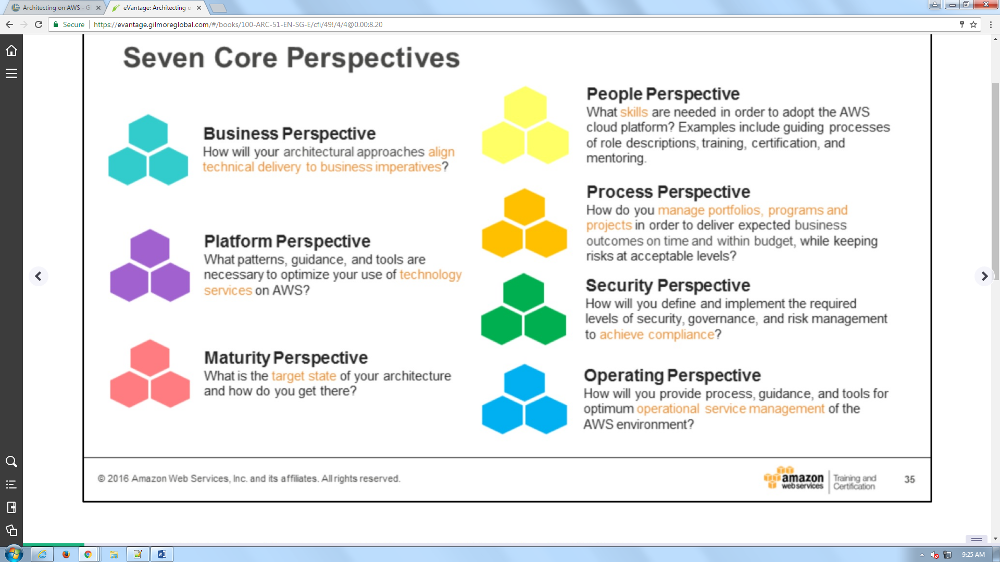 Architecting on AWS - G
eVantage: Architecting o
Secure
https://evantage.gilmoreglobal.com/#/books/100-ARC-51-EN-SG-E/cfi/49!/4/4@0.00:8.20
Seven Core Perspectives
Business Perspective
How will your architectural approaches align
technical delivery to business imperatives?
Platform Perspective
What patterns, guidance, and tools are
necessary to optimize your use of technology
services on AWS?
Maturity Perspective
What is the target state of your architecture
and how do you get there?
People Perspective
What skills are needed in order to adopt the AWS
cloud platform? Examples include guiding processes
of role descriptions, training, certification, and
mentoring.
Process Perspective
How do you manage portfolios, programs and
projects in order to deliver expected business
outcomes on time and within budget, while keeping
risks at acceptable levels?
Security Perspective
How will you define and implement the required
levels of security, governance, and risk management
to achieve compliance?
Operating Perspective
How will you provide process, guidance, and tools for
optimum operational service management of the
AWS environment?
© 2016 Amazon Web Services, Inc. and its affiliates. All rights reserved.
amazon
webservices
Training and
Certification
35
9:25 AM